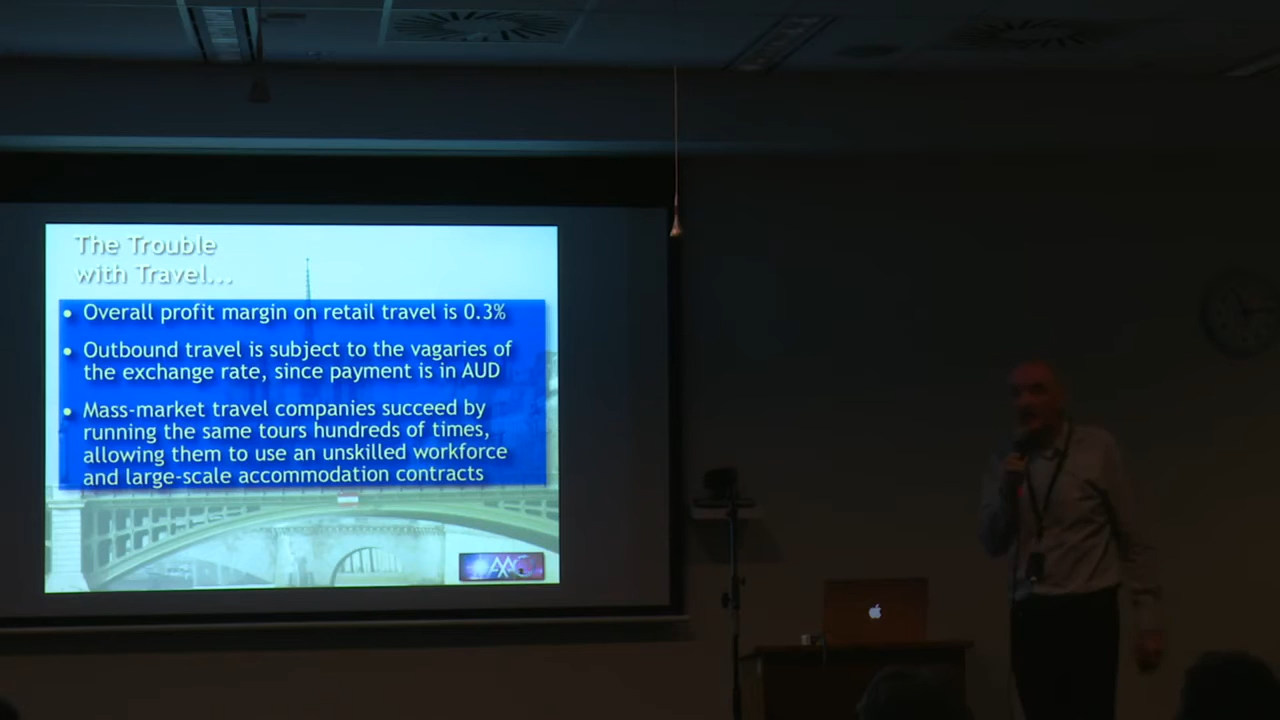 The Trouble
with Travel...
• Overall profit margin on retail travel is 0.3%
• Outbound travel is subject to the vagaries of
the exchange rate, since payment is in AUD
• Mass-market travel companies succeed by
running the same tours hundreds of times,
allowing them to use an unskilled workforce
and large-scale accommodation contracts